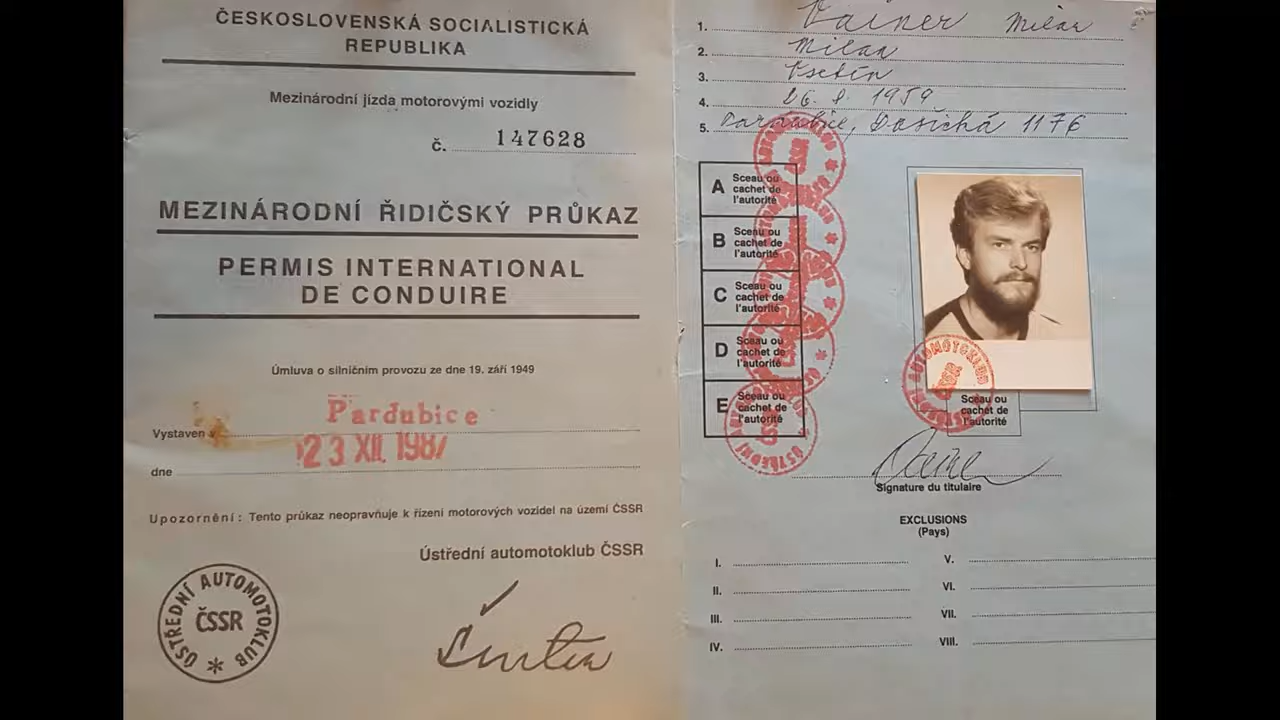 ČESKOSLOVENSKÁ SOCIALISTICKÁ
REPUBLIKA
Mezinárodní jízda motorovými vozidly
č. 147628
MEZINÁRODNÍ ŘIDIČSKÝ PRŮKAZ
PERMIS INTERNATIONAL
DE CONDUIRE
Úmluva o silničním provozu ze dne 19. září 1949
Vystaven v Pardubice
dne 23 XII. 1987
Upozornění: Tento průkaz neopravňuje k řízení motorových vozidel na území ČSSR
Ústřední automotoklub ČSSR
ÚSTŘEDNÍ AUTOMOTOKLUB
ČSSR
1. Vainer Milan
2. Milan
3. Vsetín
4. 26. 8. 1959
5. Pardubice, 1176
A Sceau ou
cachet de
l'autorité
B Sceau ou
cachet de
l'autorité
C Sceau ou
cachet de
l'autorité
D Sceau ou
cachet de
l'autorité
E Sceau ou
cachet de
l'autorité
ÚSTŘEDNÍ AUTOMOTOKLUB
ČSSR
Sceau ou
cachet de
l'autorité
Signature du titulaire
EXCLUSIONS
(Pays)
I.
II.
III.
IV.
V.
VI.
VII.
VIII.